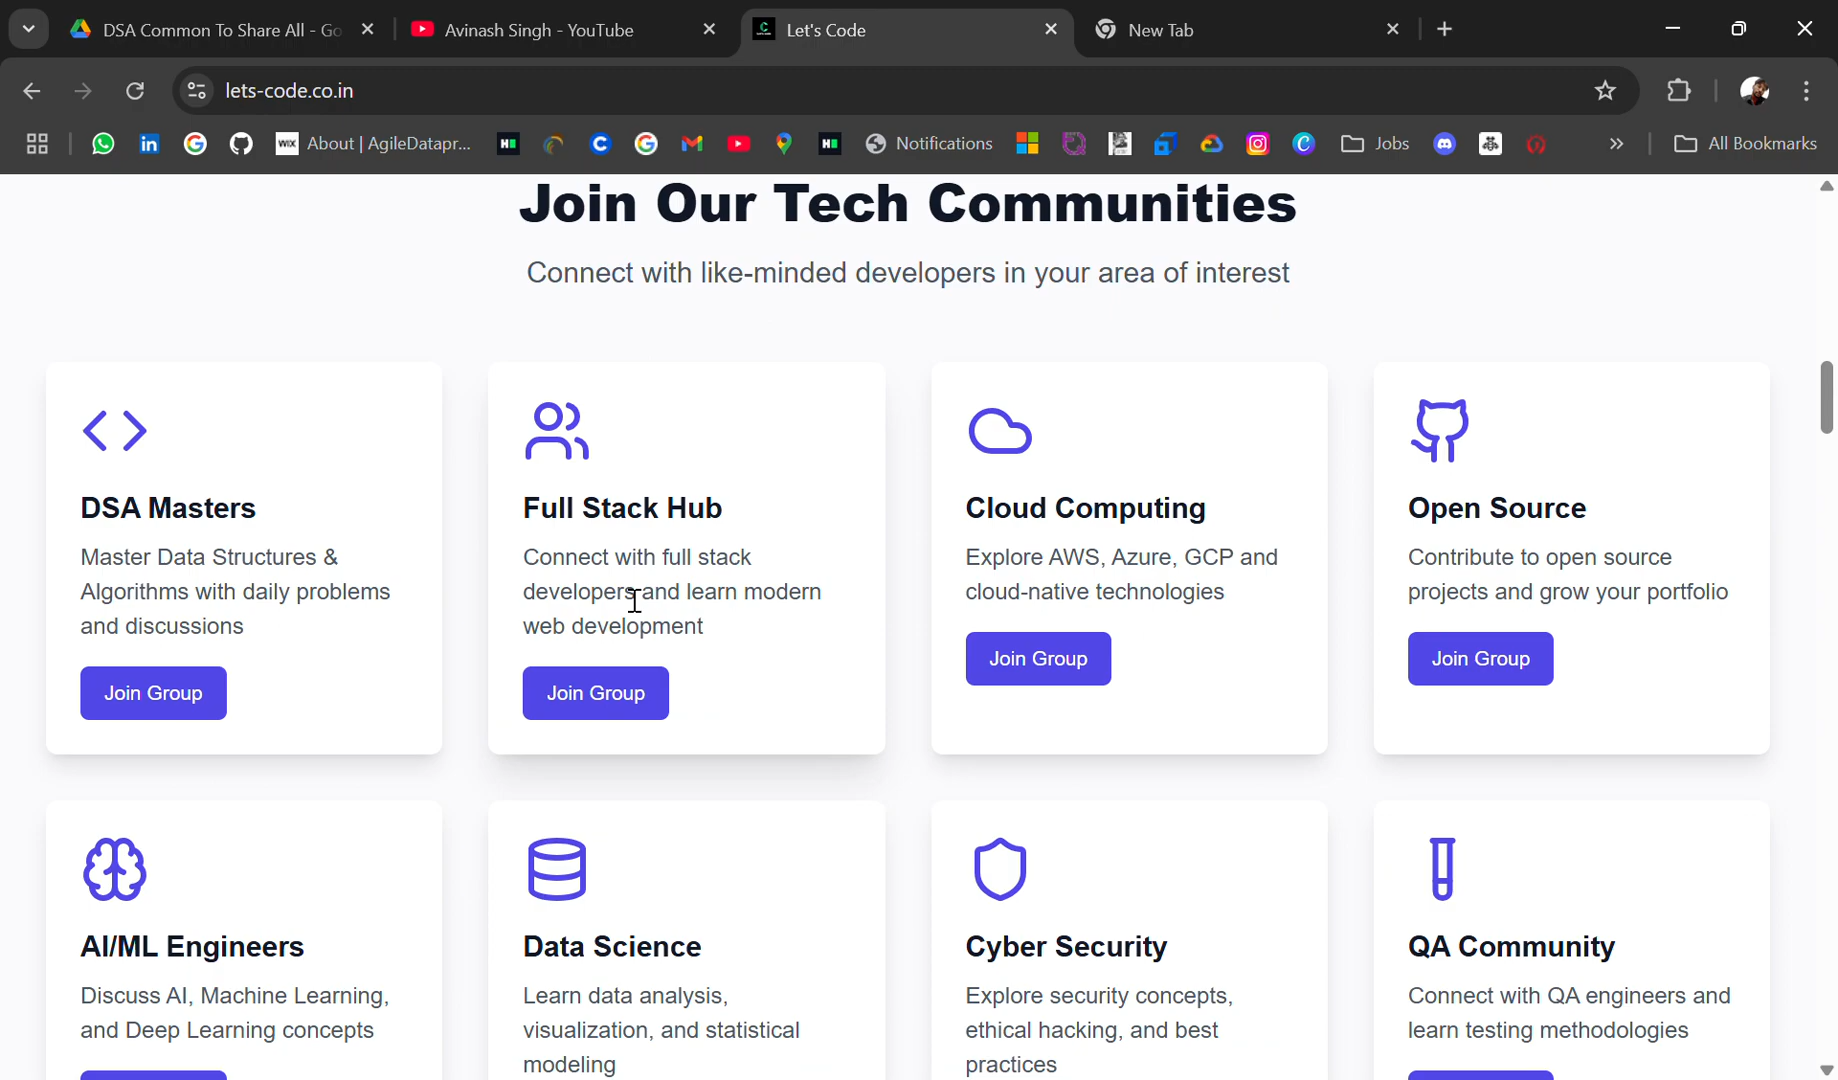 DSA Common To Share All - Go
Avinash Singh - YouTube
Let's Code
New Tab
lets-code.co.in
WIX About | AgileDatapr...
Notifications
Jobs
All Bookmarks
Join Our Tech Communities
Connect with like-minded developers in your area of interest
DSA Masters
Master Data Structures &
Algorithms with daily problems
and discussions
Join Group
Full Stack Hub
Connect with full stack
developers and learn modern
web development
Join Group
Cloud Computing
Explore AWS, Azure, GCP and
cloud-native technologies
Join Group
Open Source
Contribute to open source
projects and grow your portfolio
Join Group
AI/ML Engineers
Discuss AI, Machine Learning,
and Deep Learning concepts
Data Science
Learn data analysis,
visualization, and statistical
modeling
Cyber Security
Explore security concepts,
ethical hacking, and best
practices
QA Community
Connect with QA engineers and
learn testing methodologies